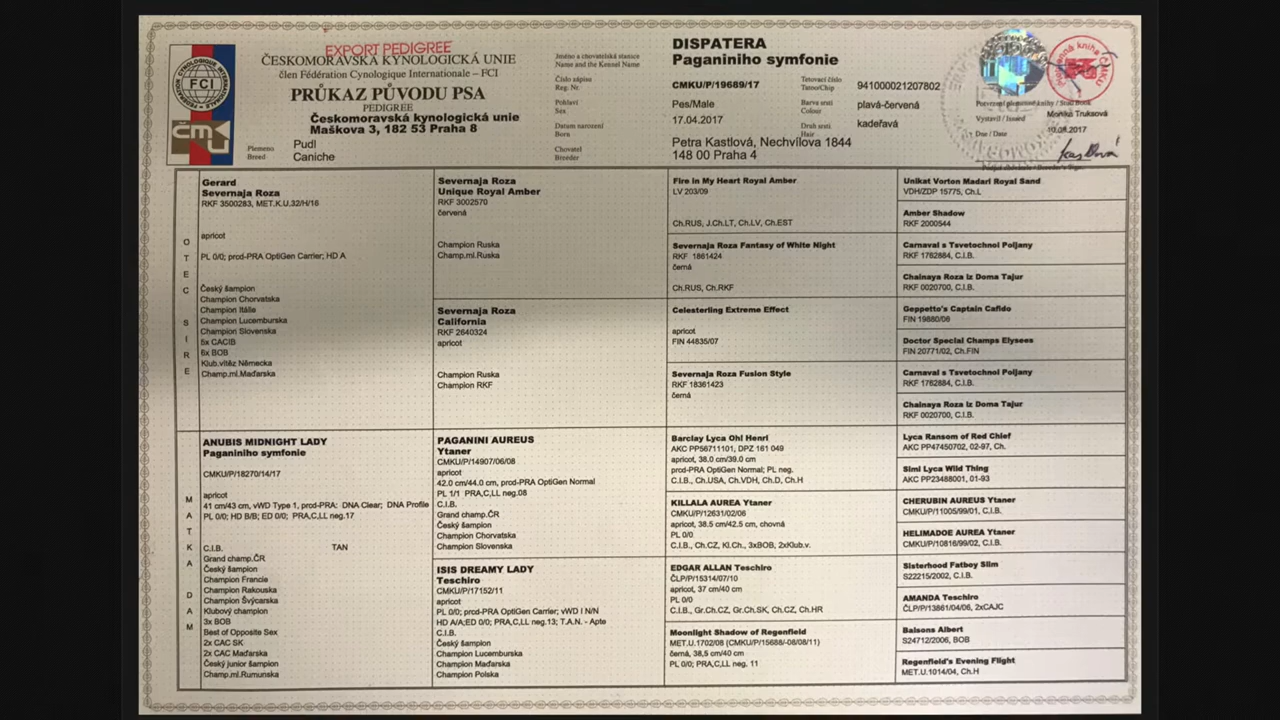 EXPORT PEDIGREE
ČESKOMORAVSKÁ KYNOLOGICKÁ UNIE
člen Fédération Cynologique Internationale – FCI
PRŮKAZ PŮVODU PSA
PEDIGREE
Českomoravská kynologická unie
Maškova 3, 182 53 Praha 8
FCI
ČMKU
Plemeno
Breed
Pudl
Caniche
Jméno a chovatelská stanice
Name and the Kennel Name
DISPATERA
Paganiniho symfonie
Číslo zápisu
Reg. Nr.
CMKU/P/19689/17
Tetovací číslo
Tattoo/Chip
941000021207802
Pohlaví
Sex
Pes/Male
Barva srsti
Colour
plavá-červená
Datum narození
Born
17.04.2017
Druh srsti
Hair
kadeřavá
Chovatel
Breeder
Petra Kastlová, Nechvílova 1844
148 00 Praha 4
Potvrzení plemenné knihy / Stud Book
Vystavil / Issued
Monika Truksová
Dne / Date
10.08.2017
OTEC SIRE
Gerard
Severnaja Roza
RKF 3500283, MET.K.U.32/H/16
apricot
PL 0/0; prod-PRA OptiGen Carrier; HD A
Český šampion
Champion Chorvatska
Champion Itálie
Champion Lucemburska
Champion Slovenska
5x CACIB
6x BOB
Klub.vítěz Německa
Champ.ml.Maďarska
Severnaja Roza
Unique Royal Amber
RKF 3002570
červená
Champion Ruska
Champ.ml.Ruska
Severnaja Roza
California
RKF 2640324
apricot
Champion Ruska
Champion RKF
Fire in My Heart Royal Amber
LV 203/09
Ch.RUS, J.Ch.LT, Ch.LV, Ch.EST
Severnaja Roza Fantasy of White Night
RKF 1861424
černá
Ch.RUS, Ch.RKF
Celesterling Extreme Effect
apricot
FIN 44835/07
Severnaja Roza Fusion Style
RKF 18361423
černá
Unikat Vorton Madari Royal Sand
VDH/ZDP 15775, Ch.L
Amber Shadow
RKF 2000544
Carnaval s Tsvetochnoi Poljany
RKF 1762884, C.I.B.
Chainaya Roza Iz Doma Tajur
RKF 0020700, C.I.B.
Geppetto's Captain Cafido
FIN 19880/06
Doctor Special Champs Elysees
FIN 20771/02, Ch.FIN
Carnaval s Tsvetochnoi Poljany
RKF 1762884, C.I.B.
Chainaya Roza Iz Doma Tajur
RKF 0020700, C.I.B.
MATKA DAM
ANUBIS MIDNIGHT LADY
Paganiniho symfonie
CMKU/P/18270/14/17
apricot
41 cm/43 cm, vWD Type 1, prod-PRA: DNA Clear; DNA Profile
PL 0/0; HD B/B; ED 0/0; PRA,C,LL neg.17
C.I.B. TAN
Grand champ.ČR
Český šampion
Champion Francie
Champion Rakouska
Champion Švýcarska
Klubový champion
3x BOB
Best of Opposite Sex
2x CAC SK
2x CAC Maďarska
Český junior šampion
Champ.ml.Rumunska
PAGANINI AUREUS
Ytaner
CMKU/P/14907/06/08
apricot
42.0 cm/44.0 cm, prod-PRA OptiGen Normal
PL 1/1 PRA,C,LL neg.08
C.I.B.
Grand champ.ČR
Český šampion
Champion Chorvatska
Champion Slovenska
ISIS DREAMY LADY
Teschiro
CMKU/P/17152/11
apricot
PL 0/0; prod-PRA OptiGen Carrier; vWD I N/N
HD A/A;ED 0/0; PRA,C,LL neg.13; T.A.N. - Apto
C.I.B.
Český šampion
Champion Lucemburska
Champion Maďarska
Champion Polska
Barclay Lyca Oh! Henri
AKC PP56711101, DPZ 161 049
apricot, 38.0 cm/39.0 cm
prod-PRA OptiGen Normal; PL neg.
C.I.B., Ch.USA, Ch.VDH, Ch.D, Ch.H
KILLALA AUREA Ytaner
CMKU/P/12631/02/06
apricot, 38.5 cm/42.5 cm, chovná
PL 0/0
C.I.B., Ch.CZ, Kl.Ch., 3xBOB, 2xKlub.v.
EDGAR ALLAN Teschiro
ČLP/P/15314/07/10
apricot, 37 cm/40 cm
PL 0/0
C.I.B., Gr.Ch.CZ, Gr.Ch.SK, Ch.CZ, Ch.HR
Moonlight Shadow of Regenfield
MET.U.1702/08 (CMKU/P/15688/-08/08/11)
černá, 38,5 cm/40 cm
PL 0/0; PRA,C,LL neg. 11
Lyca Ransom of Red Chief
AKC PP47450702, 02-97, Ch.
Simi Lyca Wild Thing
AKC PP23488001, 01-93
CHERUBIN AUREUS Ytaner
CMKU/P/11005/99/01, C.I.B.
HELIMADOE AUREA Ytaner
CMKU/P/10816/99/02, C.I.B.
Sisterhood Fatboy Slim
S22215/2002, C.I.B.
AMANDA Teschiro
ČLP/P/13861/04/06, 2xCAJC
Balsons Albert
S24712/2006, BOB
Regenfield's Evening Flight
MET.U.1014/04, Ch.H